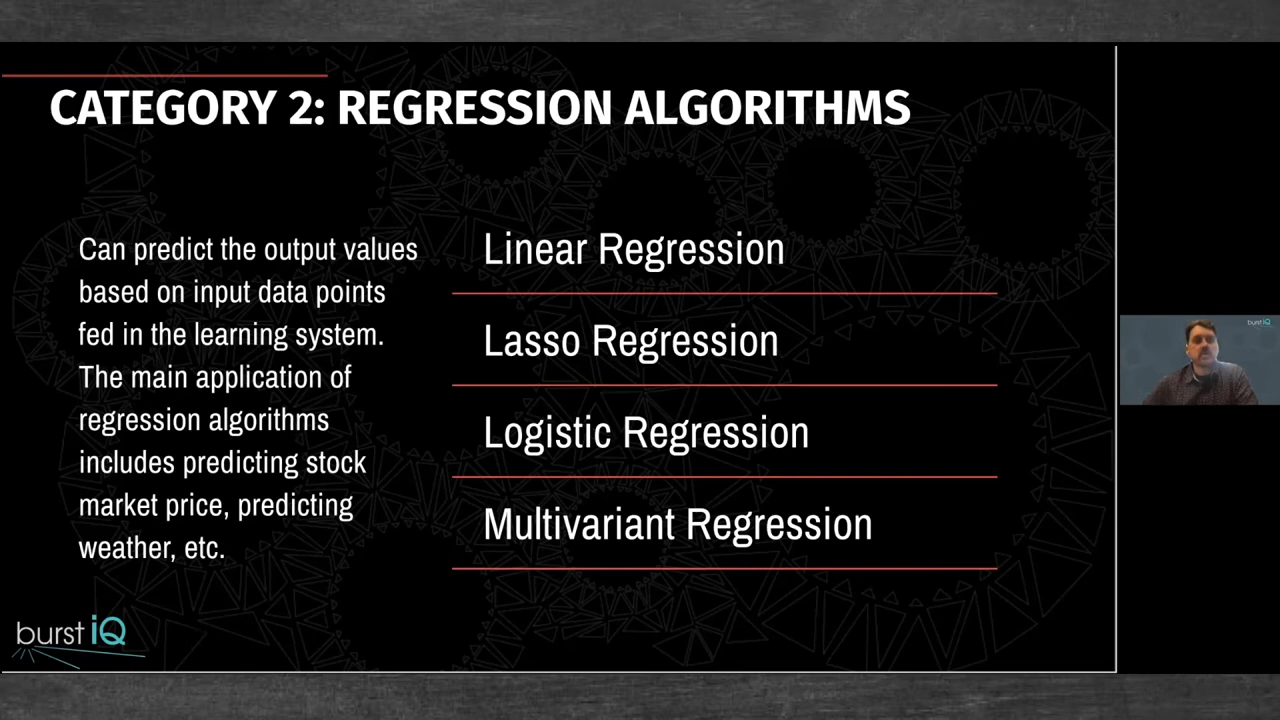 CATEGORY 2: REGRESSION ALGORITHMS
Can predict the output values
based on input data points
fed in the learning system.
The main application of
regression algorithms
includes predicting stock
market price, predicting
weather, etc.
Linear Regression
Lasso Regression
Logistic Regression
Multivariant Regression
burst iQ
burst iQ